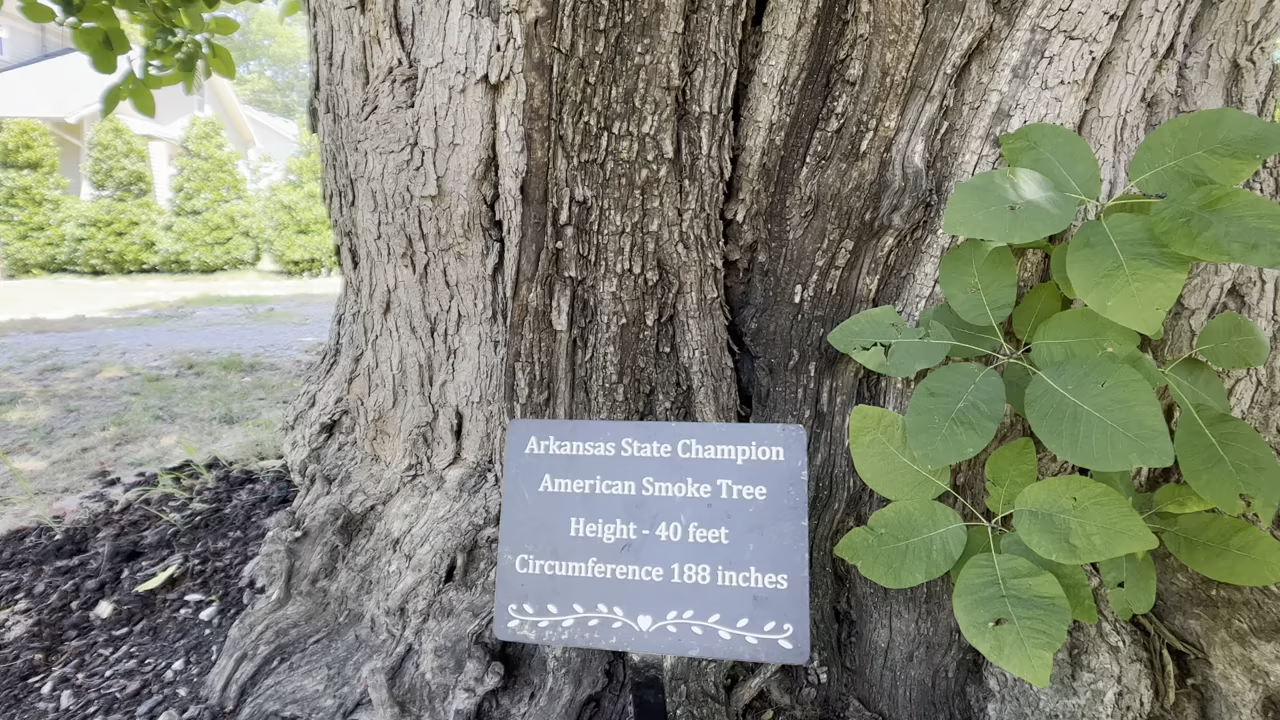 Arkansas State Champion
American Smoke Tree
Height - 40 feet
Circumference 188 inches